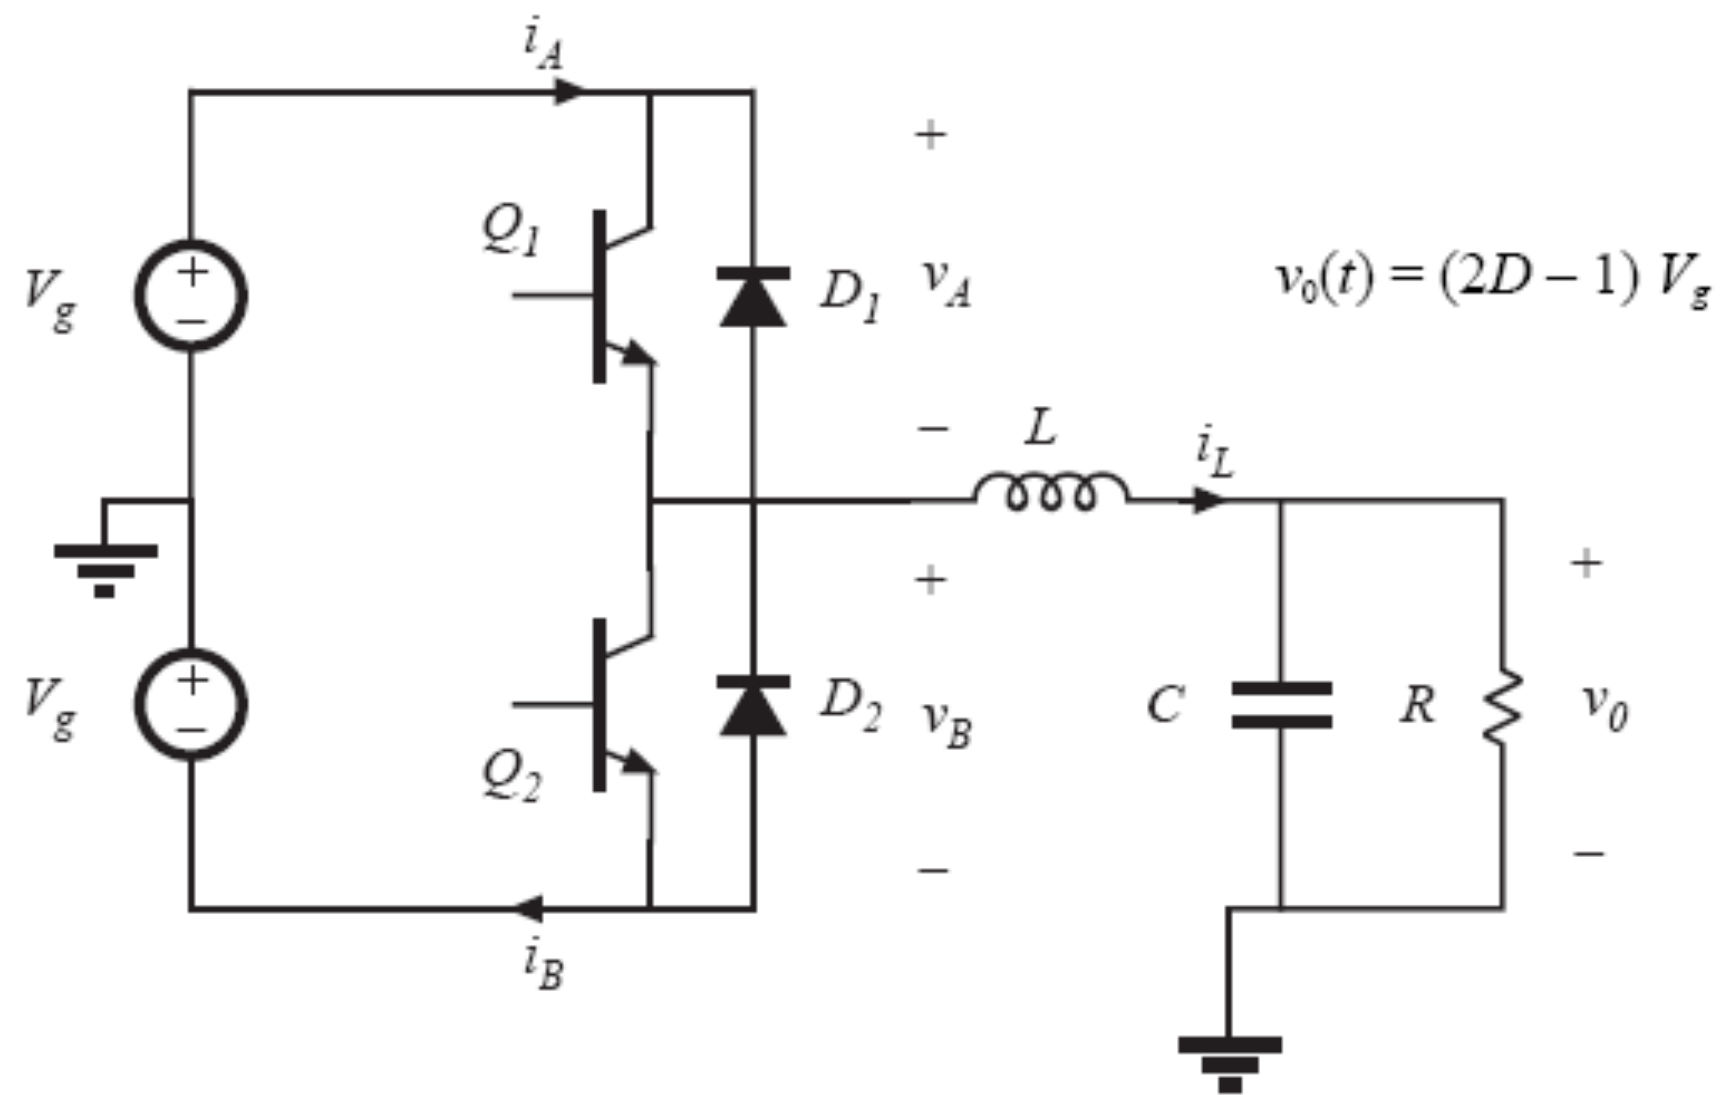 i_A
+
Q_1
V_g
+
−
D_1
v_A
v_0(t) = (2D − 1) V_g
−
L
i_L
+
+
V_g
+
−
D_2
v_B
C
R
v_0
Q_2
−
−
i_B